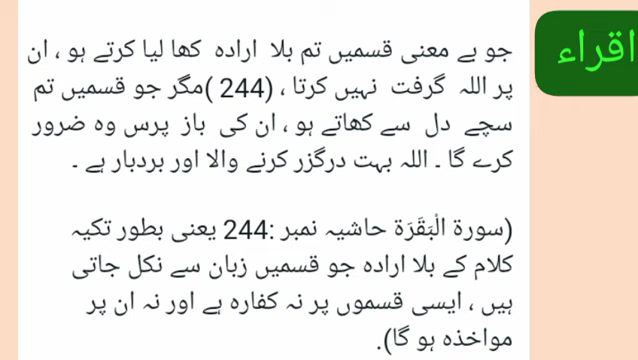 اقراء
جو بے معنی قسمیں تم بلا ارادہ کھا لیا کرتے ہو ، ان
پر اللہ گرفت نہیں کرتا ، (244 )مگر جو قسمیں تم
سچے دل سے کھاتے ہو ، ان کی باز پرس وہ ضرور
کرے گا ۔ اللہ بہت درگزر کرنے والا اور بردبار ہے ۔
(سورة الْبَقَرَة حاشیہ نمبر :244 یعنی بطور تکیہ
کلام کے بلا ارادہ جو قسمیں زبان سے نکل جاتی
ہیں ، ایسی قسموں پر نہ کفارہ ہے اور نہ ان پر
مواخذہ ہو گا).